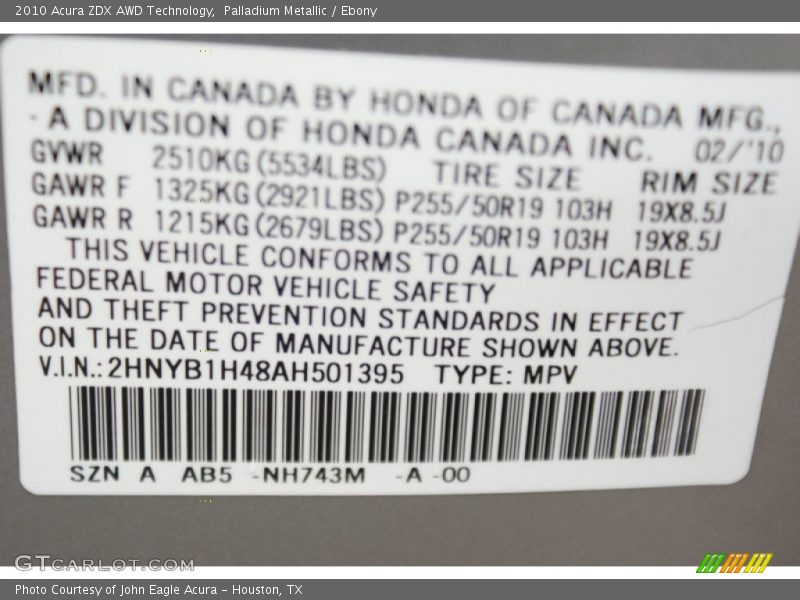 2010 Acura ZDX AWD Technology,  Palladium Metallic / Ebony
MFD. IN CANADA BY HONDA OF CANADA MFG.,
- A DIVISION OF HONDA CANADA INC. 02/'10
GVWR 2510KG(5534LBS) TIRE SIZE RIM SIZE
GAWR F 1325KG(2921LBS) P255/50R19 103H 19X8.5J
GAWR R 1215KG(2679LBS) P255/50R19 103H 19X8.5J
THIS VEHICLE CONFORMS TO ALL APPLICABLE
FEDERAL MOTOR VEHICLE SAFETY
AND THEFT PREVENTION STANDARDS IN EFFECT
ON THE DATE OF MANUFACTURE SHOWN ABOVE.
V.I.N.: 2HNYB1H48AH501395 TYPE: MPV
SZN A AB5 -NH743M -A -00
GTCARLOT.COM
Photo Courtesy of John Eagle Acura - Houston, TX